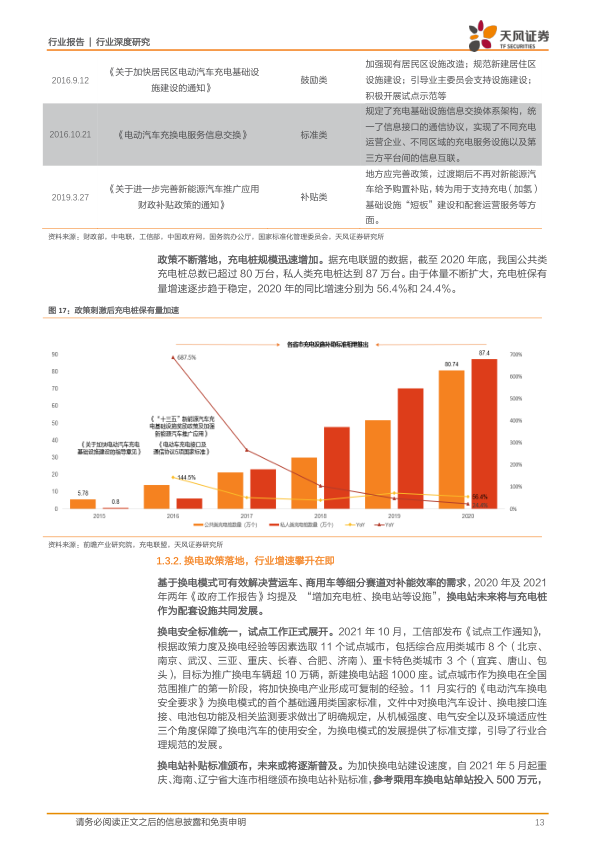 行业报告 | 行业深度研究
天风证券
TF SECURITIES
2016.9.12 《关于加快居民区电动汽车充电基础设施建设的通知》 鼓励类 加强现有居民区设施改造；规范新建居住区设施建设；引导业主委员会支持设施建设；积极开展试点示范等
2016.10.21 《电动汽车充换电服务信息交换》 标准类 规定了充电基础设施信息交换体系架构，统一了信息接口的通信协议，实现了不同充电运营企业、不同区域的充电服务设施以及第三方平台间的信息互联。
2019.3.27 《关于进一步完善新能源汽车推广应用财政补贴政策的通知》 补贴类 地方应完善政策，过渡期后不再对新能源汽车给予购置补贴，转为用于支持充电（加氢）基础设施“短板”建设和配套运营服务等方面。
资料来源：财政部，中电联，工信部，中国政府网，国务院办公厅，国家标准化管理委员会，天风证券研究所
政策不断落地，充电桩规模迅速增加。据充电联盟的数据，截至 2020 年底，我国公共类
充电桩总数已超过 80 万台，私人类充电桩达到 87 万台。由于体量不断扩大，充电桩保有
量增速逐步趋于稳定，2020 年的同比增速分别为 56.4%和 24.4%。
图 17：政策刺激后充电桩保有量加速
各省市充电设施补助标准相继推出
90
80
70
60
50
40
30
20
10
0
700%
600%
500%
400%
300%
200%
100%
0%
687.5%
80.74
87.4
《“十三五”新能源汽车充
电基础设施奖励政策及加强
新能源汽车推广应用》
《关于加快电动汽车充电
基础设施建设的指导意见》
《电动车充电接口及
通信协议5项国家标准》
5.78
0.8
144.5%
56.4%
24.4%
2015 2016 2017 2018 2019 2020
公共类充电桩数量（万个） 私人类充电桩数量（万个） YoY YoY
资料来源：前瞻产业研究院，充电联盟，天风证券研究所
1.3.2. 换电政策落地，行业增速攀升在即
基于换电模式可有效解决营运车、商用车等细分赛道对补能效率的需求，2020 年及 2021
年两年《政府工作报告》均提及 “增加充电桩、换电站等设施”，换电站未来将与充电桩
作为配套设施共同发展。
换电安全标准统一，试点工作正式展开。2021 年 10 月，工信部发布《试点工作通知》，
根据政策力度及换电经验等因素选取 11 个试点城市，包括综合应用类城市 8 个（北京、
南京、武汉、三亚、重庆、长春、合肥、济南）、重卡特色类城市 3 个（宜宾、唐山、包
头），目标为推广换电车辆超 10 万辆，新建换电站超 1000 座。试点城市作为换电在全国
范围推广的第一阶段，将加快换电产业形成可复制的经验。11 月实行的《电动汽车换电
安全要求》为换电模式的首个基础通用类国家标准，文件中对换电汽车设计、换电接口连
接、电池包功能及相关监测要求做出了明确规定，从机械强度、电气安全以及环境适应性
三个角度保障了换电汽车的使用安全，为换电模式的发展提供了标准支撑，引导了行业合
理规范的发展。
换电站补贴标准颁布，未来或将逐渐普及。为加快换电站建设速度，自 2021 年 5 月起重
庆、海南、辽宁省大连市相继颁布换电站补贴标准，参考乘用车换电站单站投入 500 万元，
请务必阅读正文之后的信息披露和免责申明
13